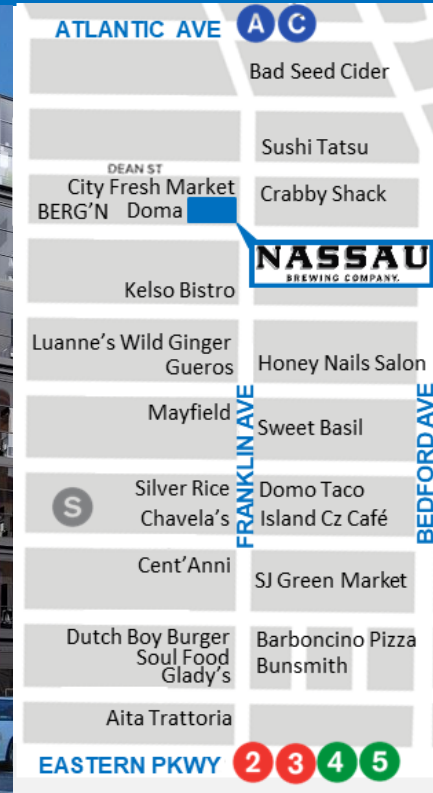 ATLANTIC AVE A C
Bad Seed Cider
Sushi Tatsu
DEAN ST
City Fresh Market
Crabby Shack
BERG'N Doma
NASSAU
BREWING COMPANY.
Kelso Bistro
Luanne's Wild Ginger
Gueros
Honey Nails Salon
FRANKLIN AVE
BEDFORD AVE
Mayfield
Sweet Basil
Silver Rice
Domo Taco
S
Chavela's
Island Cz Café
Cent'Anni
SJ Green Market
Dutch Boy Burger
Barboncino Pizza
Soul Food
Bunsmith
Glady's
Aita Trattoria
EASTERN PKWY 2 3 4 5